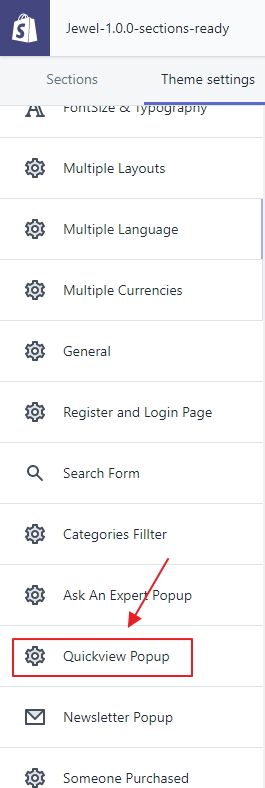 Jewel-1.0.0-sections-ready
Sections
Theme settings
FontSize & Typography
Multiple Layouts
Multiple Language
Multiple Currencies
General
Register and Login Page
Search Form
Categories Fillter
Ask An Expert Popup
Quickview Popup
Newsletter Popup
Someone Purchased